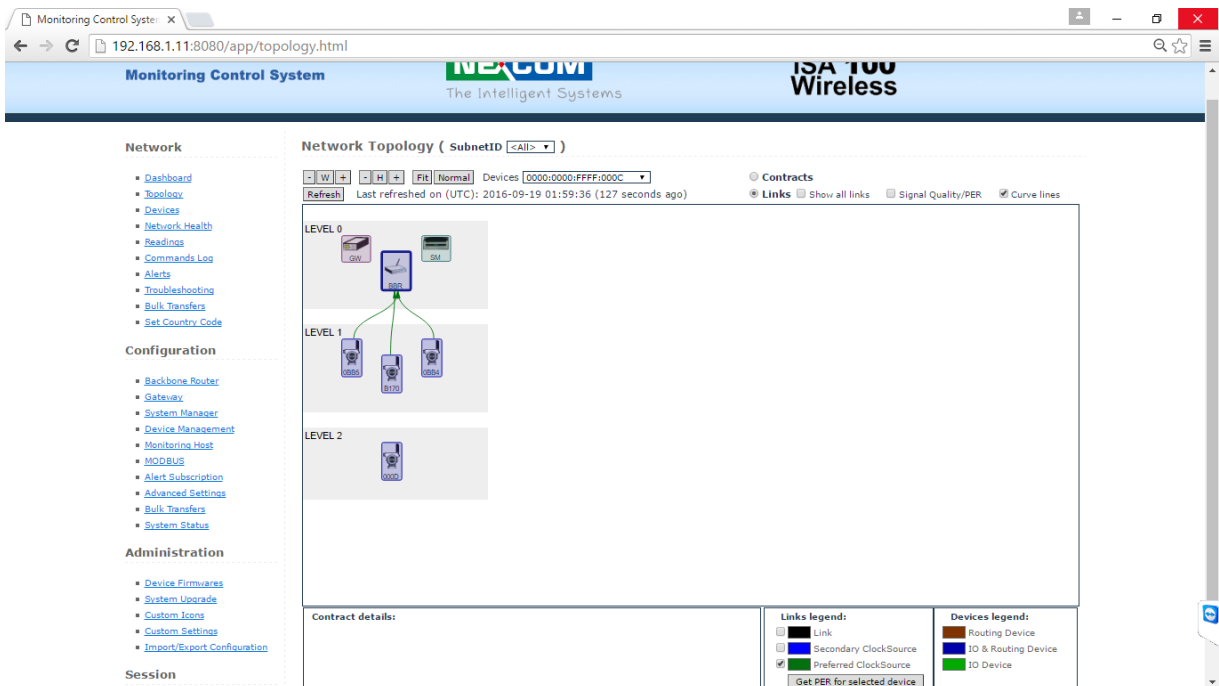 Monitoring Control System
192.168.1.11:8080/app/topology.html
Monitoring Control System
NEXCOM
The Intelligent Systems
ISA 100
Wireless
Network
Dashboard
Topology
Devices
Network Health
Readings
Commands Log
Alerts
Troubleshooting
Bulk Transfers
Set Country Code
Configuration
Backbone Router
Gateway
System Manager
Device Management
Monitoring Host
MODBUS
Alert Subscription
Advanced Settings
Bulk Transfers
System Status
Administration
Device Firmwares
System Upgrade
Custom Icons
Custom Settings
Import/Export Configuration
Session
Network Topology ( SubnetID <All> )
- W + - H + Fit Normal Devices 0000:0000:FFFF:000C
Refresh Last refreshed on (UTC): 2016-09-19 01:59:36 (127 seconds ago)
Contracts
Links Show all links Signal Quality/PER Curve lines
LEVEL 0
GW BBR SM
LEVEL 1
0BB5 B170 0BB4
LEVEL 2
000D
Contract details:
Links legend:
Link
Secondary ClockSource
Preferred ClockSource
Get PER for selected device
Devices legend:
Routing Device
IO & Routing Device
IO Device